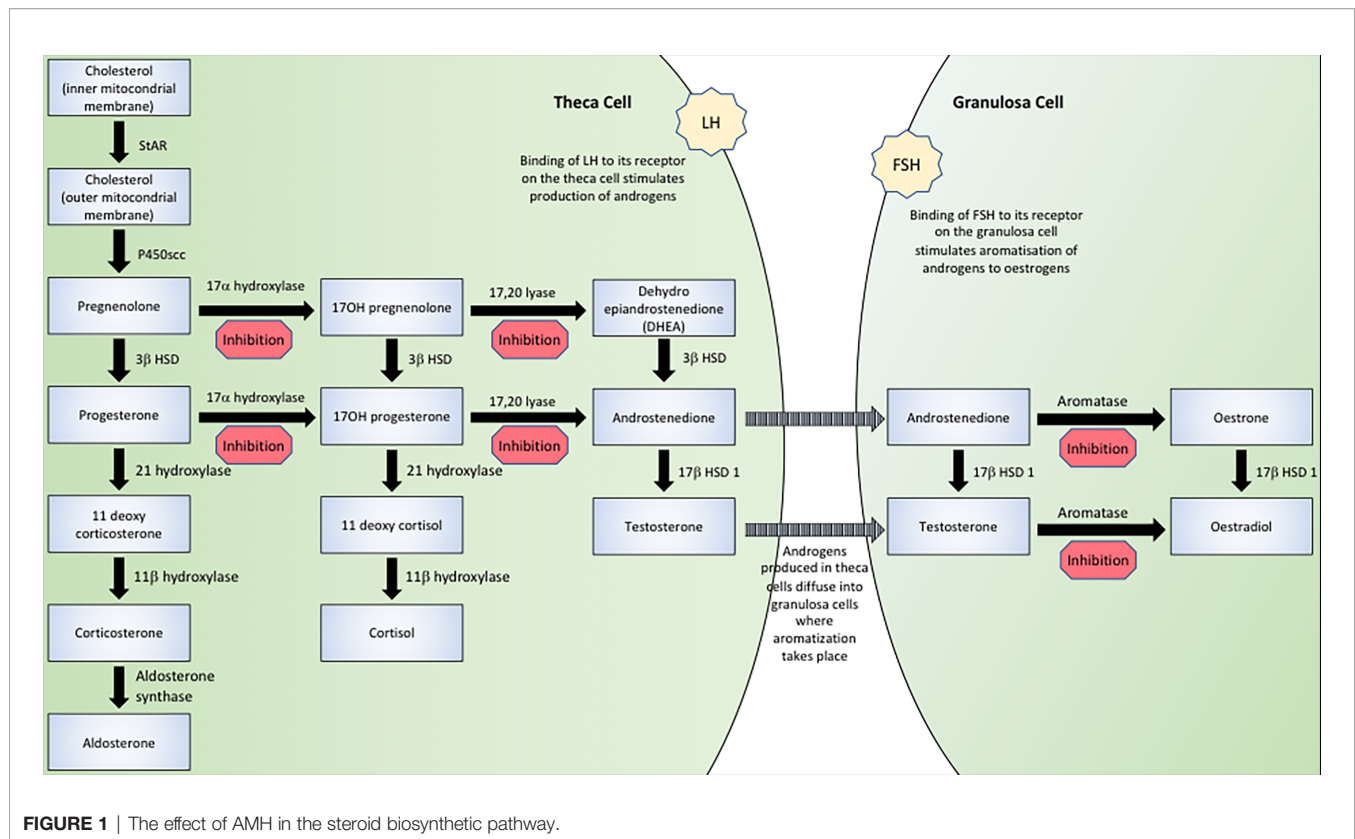 Cholesterol
(inner mitocondrial
membrane)
StAR
Cholesterol
(outer mitocondrial
membrane)
P450scc
Theca Cell
LH
Binding of LH to its receptor
on the theca cell stimulates
production of androgens
Granulosa Cell
FSH
Binding of FSH to its receptor
on the granulosa cell
stimulates aromatisation of
androgens to oestrogens
Pregnenolone
17α hydroxylase
Inhibition
17OH pregnenolone
17,20 lyase
Inhibition
Dehydro
epiandrostenedione
(DHEA)
3β HSD
3β HSD
3β HSD
Progesterone
17α hydroxylase
Inhibition
17OH progesterone
17,20 lyase
Inhibition
Androstenedione
Androstenedione
Aromatase
Inhibition
Oestrone
21 hydroxylase
21 hydroxylase
17β HSD 1
17β HSD 1
17β HSD 1
11 deoxy
corticosterone
11 deoxy cortisol
Testosterone
Testosterone
Aromatase
Inhibition
Oestradiol
Androgens
produced in theca
cells diffuse into
granulosa cells
where
aromatization
takes place
11β hydroxylase
11β hydroxylase
Corticosterone
Cortisol
Aldosterone
synthase
Aldosterone
FIGURE 1 | The effect of AMH in the steroid biosynthetic pathway.